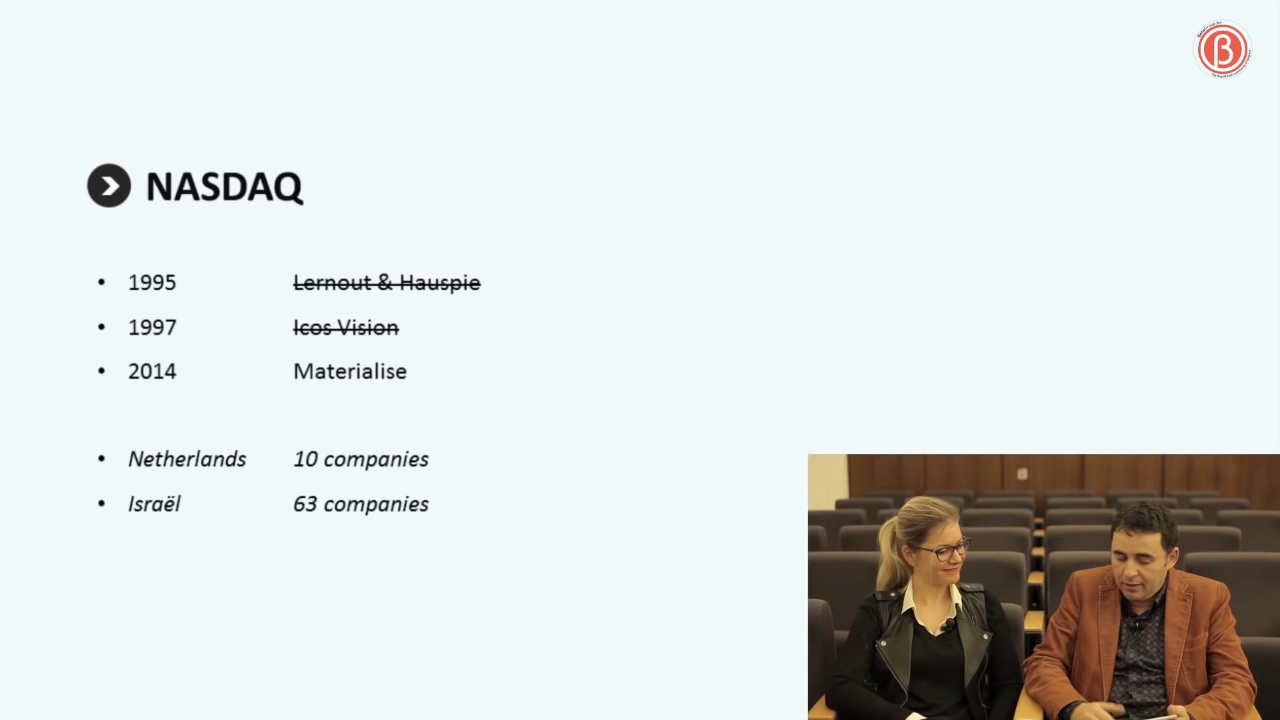 β
NASDAQ
• 1995 Lernout & Hauspie
• 1997 Icos Vision
• 2014 Materialise
• Netherlands 10 companies
• Israël 63 companies